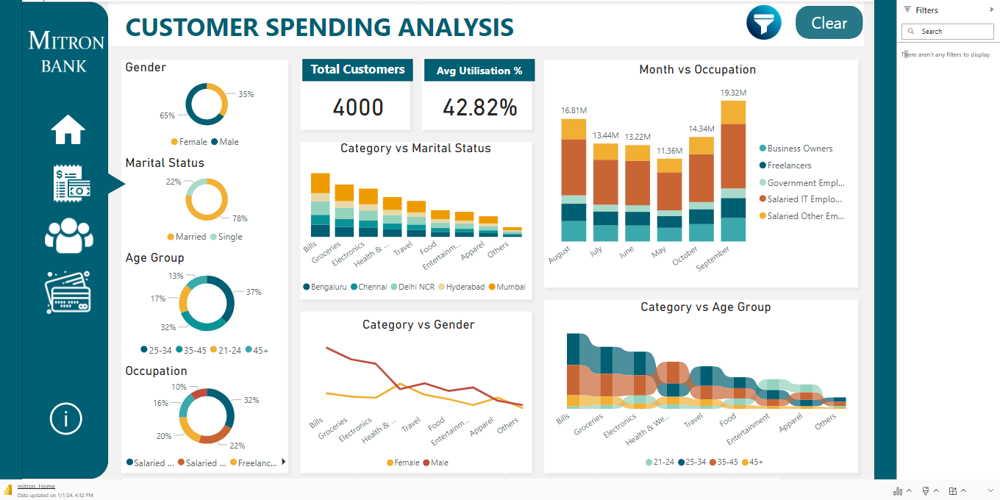 MITRON
BANK
CUSTOMER SPENDING ANALYSIS
Clear
Filters
Search
There aren't any filters to display.
Gender
35%
65%
Female Male
Marital Status
22%
78%
Married Single
Age Group
13%
37%
17%
32%
25-34 35-45 21-24 45+
Occupation
10%
32%
16%
20%
22%
Salaried ... Salaried ... Freelanc...
Total Customers
4000
Avg Utilisation %
42.82%
Category vs Marital Status
Bills
Groceries
Electronics
Health & ...
Travel
Food
Entertainm...
Apparel
Others
Bengaluru Chennai Delhi NCR Hyderabad Mumbai
Category vs Gender
Bills
Groceries
Electronics
Health & ...
Travel
Food
Entertainm...
Apparel
Others
Female Male
Month vs Occupation
16.81M
13.44M
13.22M
11.36M
14.34M
19.32M
August
July
June
May
October
September
Business Owners
Freelancers
Government Empl...
Salaried IT Emplo...
Salaried Other Em...
Category vs Age Group
Bills
Groceries
Electronics
Health & We...
Travel
Food
Entertainment
Apparel
Others
21-24 25-34 35-45 45+
mitron. Home
Data updated on 1/1/24, 4:32 PM